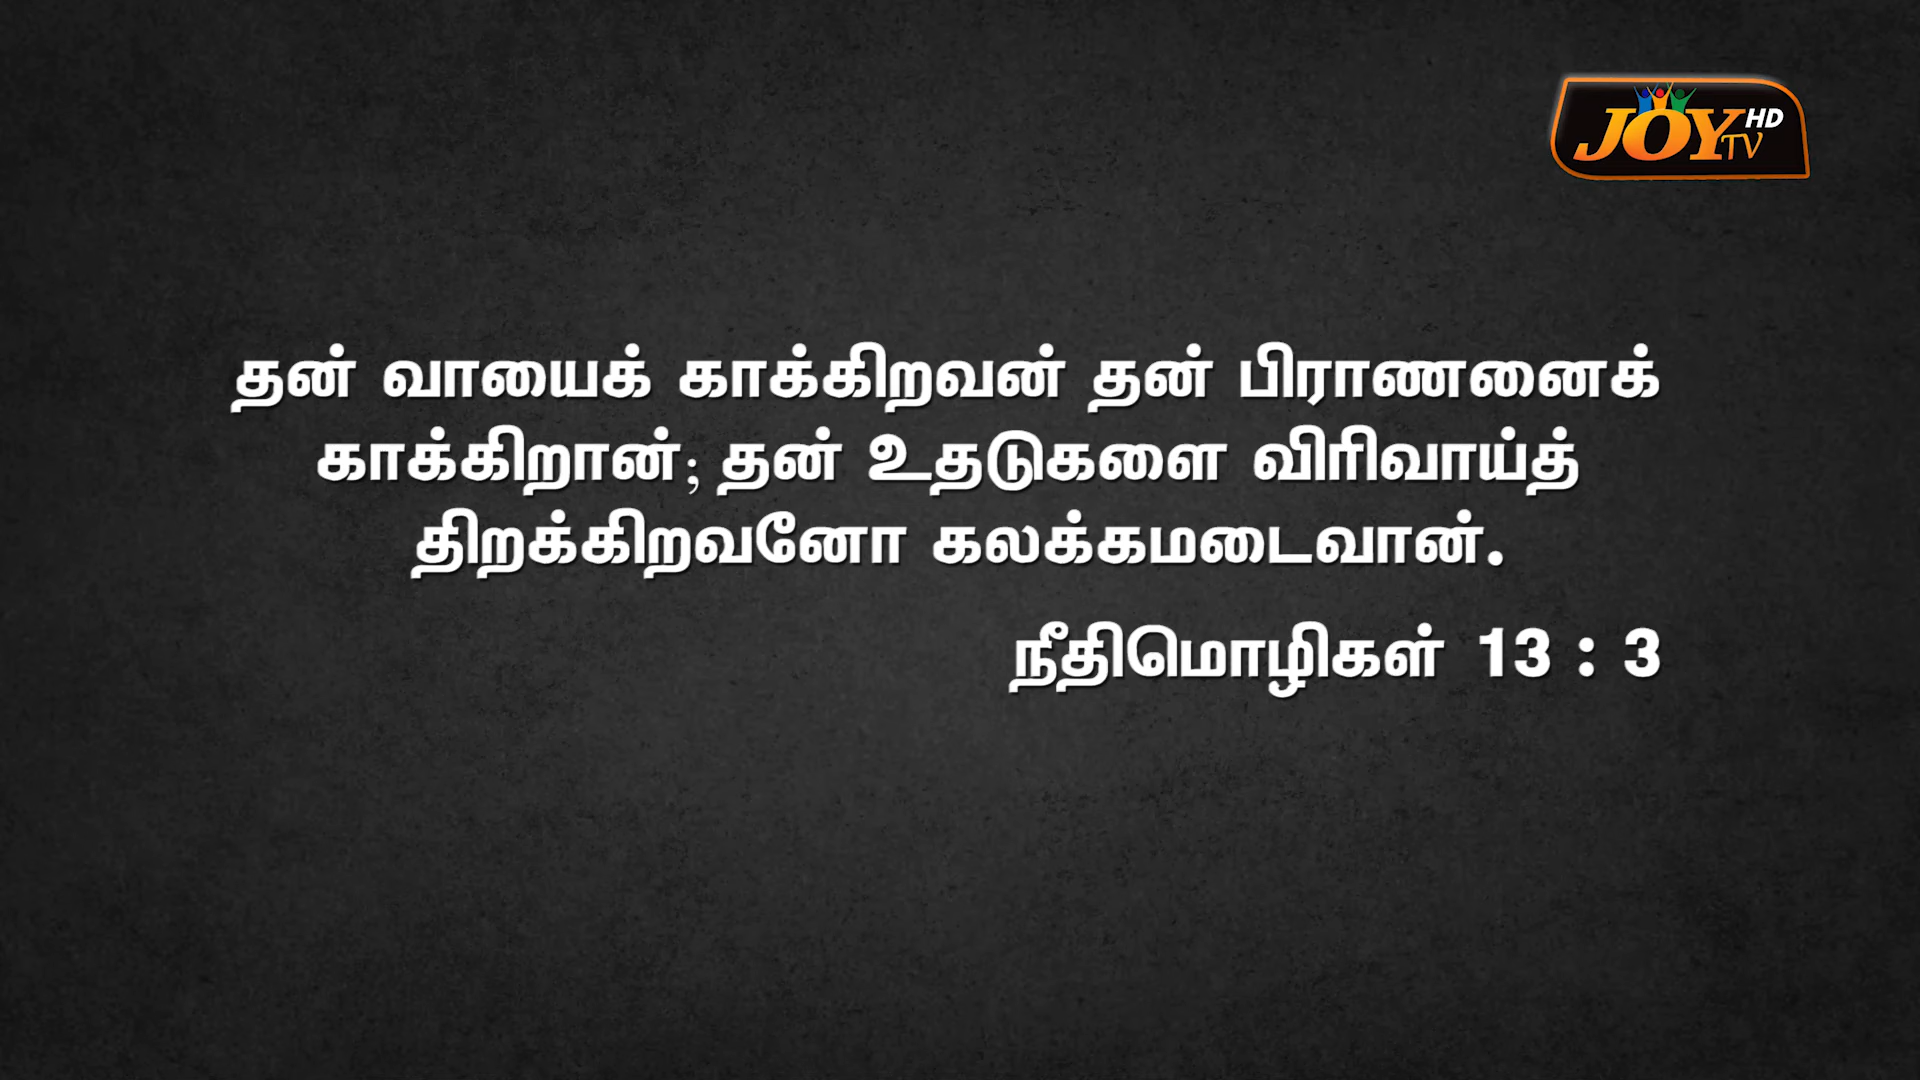 JOY TV HD
தன் வாயைக் காக்கிறவன் தன் பிராணனைக்
காக்கிறான்; தன் உதடுகளை விரிவாய்த்
திறக்கிறவனோ கலக்கமடைவான்.
நீதிமொழிகள் 13 : 3